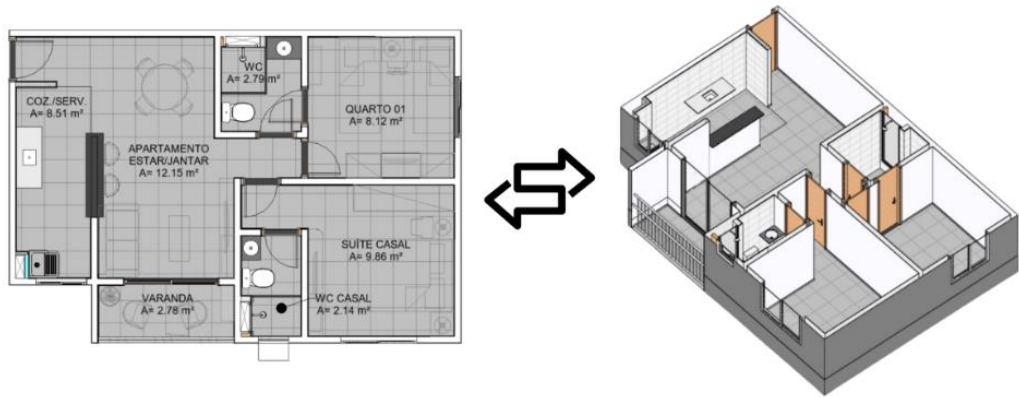 WC
A= 2.79 m²
COZ./SERV.
A= 8.51 m²
QUARTO 01
A= 8.12 m²
APARTAMENTO
ESTAR/JANTAR
A= 12.15 m²
SUÍTE CASAL
A= 9.86 m²
VARANDA
A= 2.78 m²
WC CASAL
A= 2.14 m²